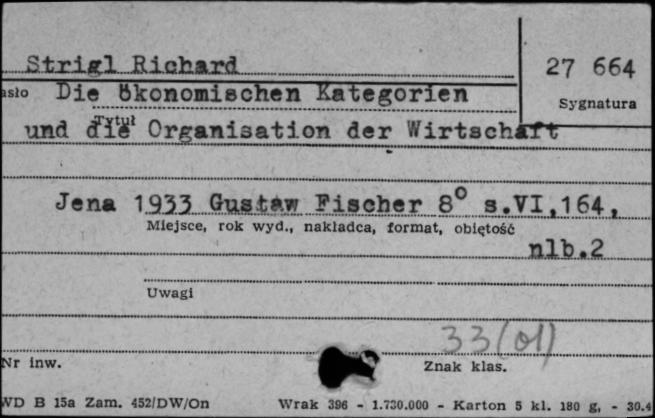 Strigl Richard
27 664
asło Die ökonomischen Kategorien
Sygnatura
Tytuł
und die Organisation der Wirtschaft
Jena 1933 Gustaw Fischer 8° s.VI,164,
Miejsce, rok wyd., nakładca, format, obiętość
nlb.2
Uwagi
33(01)
Nr inw.
Znak klas.
WD B 15a Zam. 452/DW/On
Wrak 396 - 1.730.000 - Karton 5 kl. 180 g, - 30.4